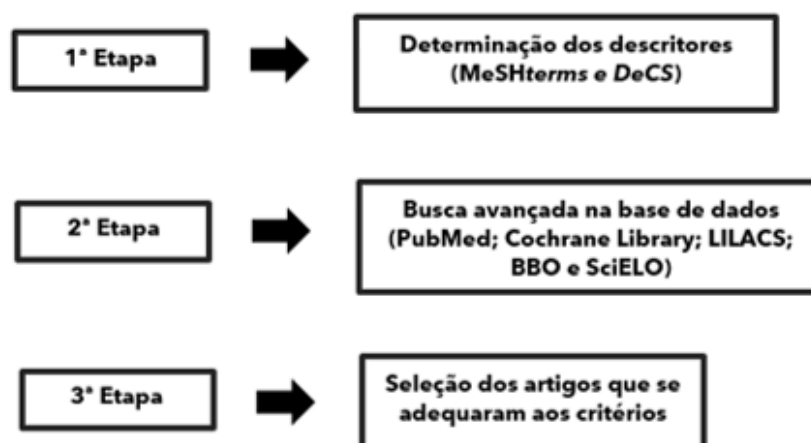 1ª Etapa
Determinação dos descritores
(MeSHterms e DeCS)
2ª Etapa
Busca avançada na base de dados
(PubMed; Cochrane Library; LILACS;
BBO e SciELO)
3ª Etapa
Seleção dos artigos que se
adequaram aos critérios